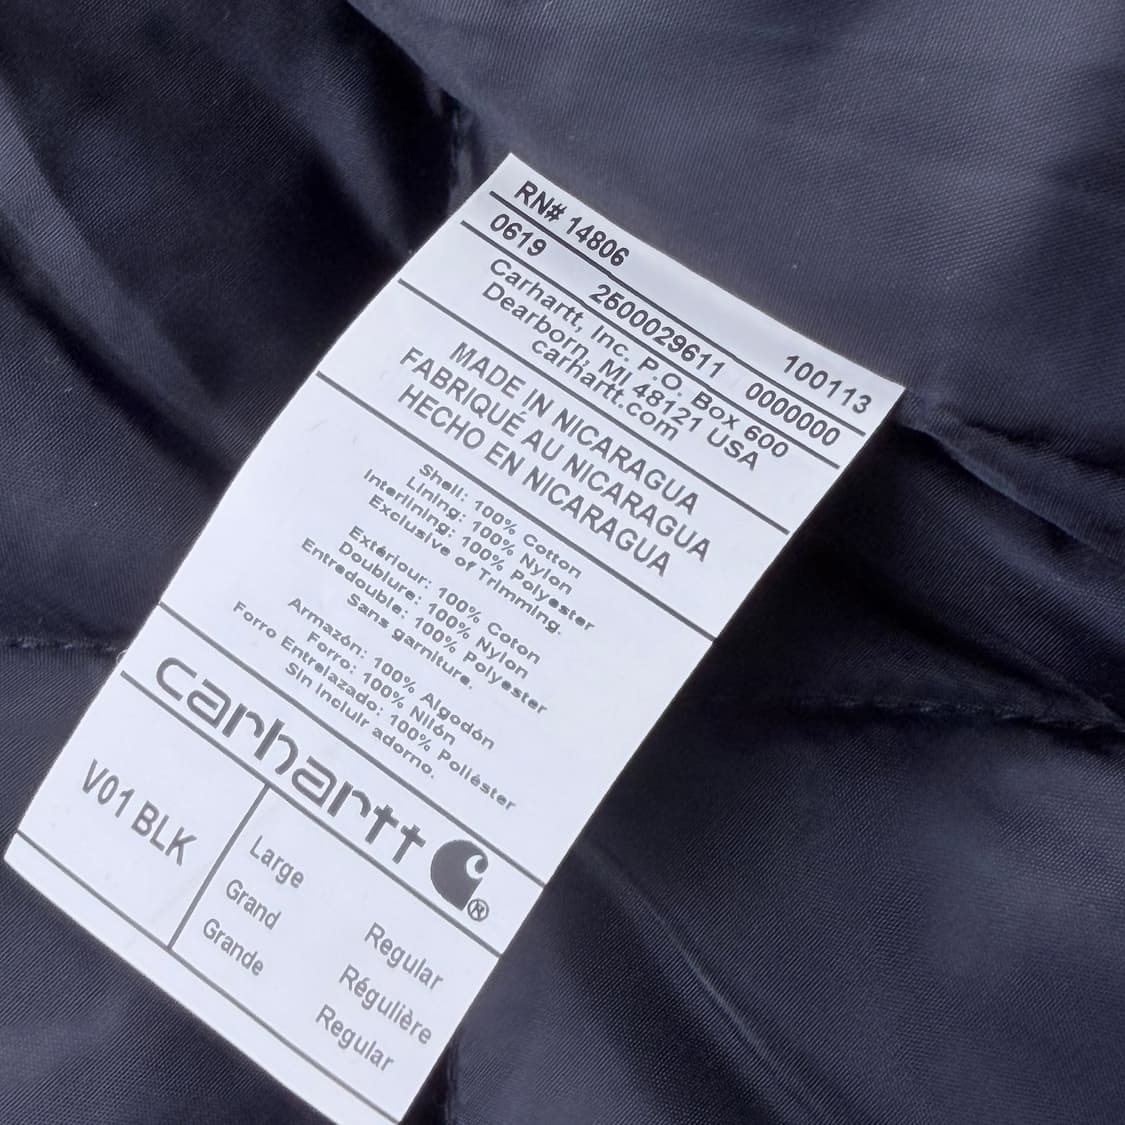 RN# 14806 100113
0619 2500029611 0000000
Carhartt, Inc. P.O. Box 600
Dearborn, MI 48121 USA
carhartt.com
MADE IN NICARAGUA
FABRIQUÉ AU NICARAGUA
HECHO EN NICARAGUA
Shell: 100% Cotton
Lining: 100% Nylon
Interlining: 100% Polyester
Exclusive of Trimming.
Extérieur: 100% Coton
Doublure: 100% Nylon
Entredouble: 100% Polyester
Sans garniture.
Armazón: 100% Algodón
Forro: 100% Nilón
Forro Entrelazado: 100% Poliéster
Sin incluir adorno.
carhartt ®
V01 BLK
Large Regular
Grand Régulière
Grande Regular